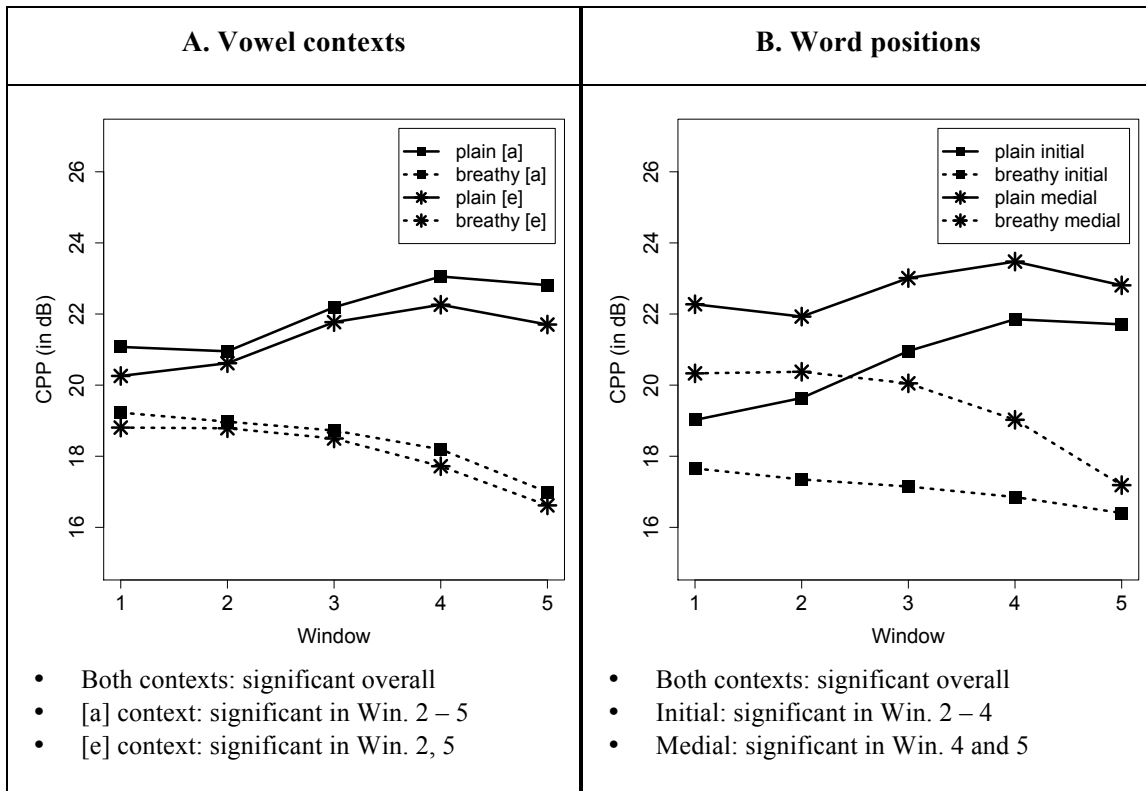 A. Vowel contexts
B. Word positions
plain [a]
breathy [a]
plain [e]
breathy [e]
26
24
22
20
18
16
CPP (in dB)
1 2 3 4 5
Window
plain initial
breathy initial
plain medial
breathy medial
26
24
22
20
18
16
CPP (in dB)
1 2 3 4 5
Window
• Both contexts: significant overall
• [a] context: significant in Win. 2 – 5
• [e] context: significant in Win. 2, 5
• Both contexts: significant overall
• Initial: significant in Win. 2 – 4
• Medial: significant in Win. 4 and 5